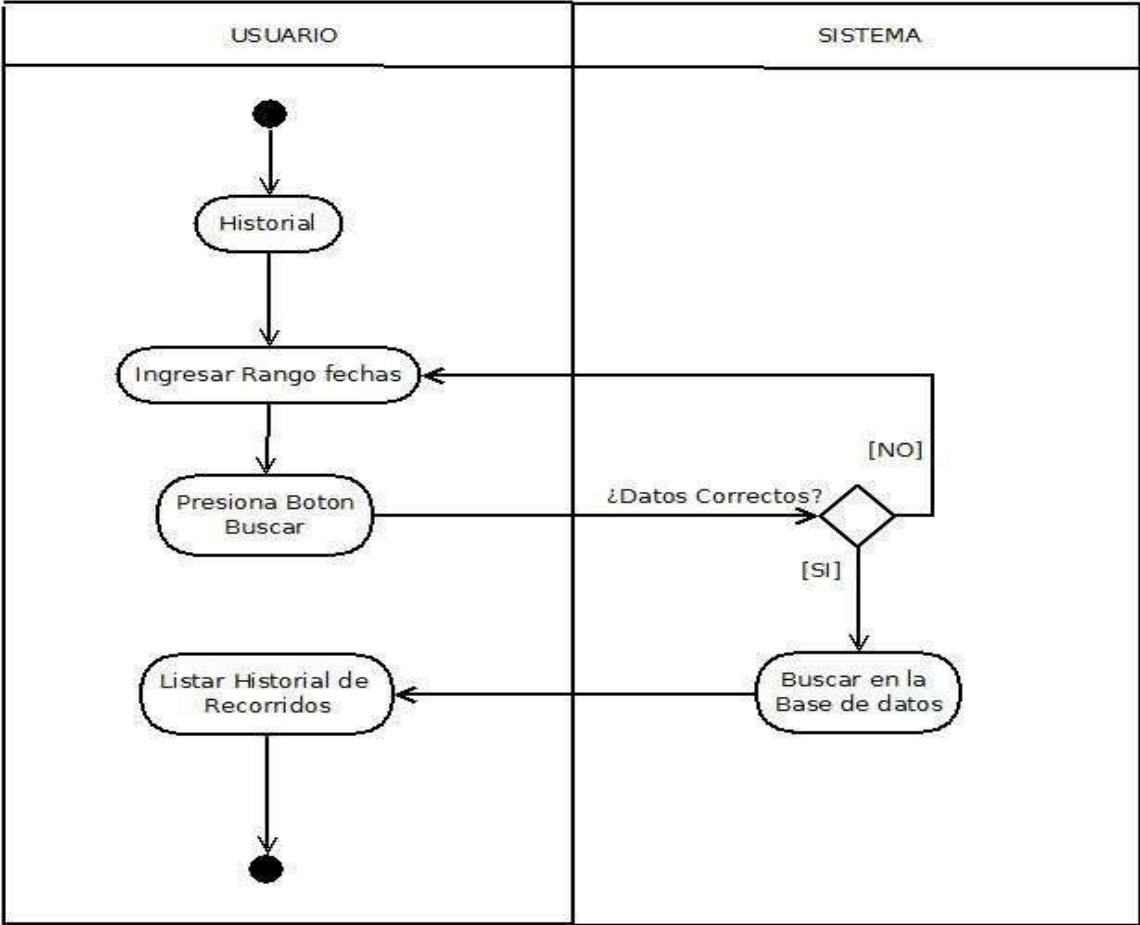 USUARIO
SISTEMA
Historial
Ingresar Rango fechas
[NO]
Presiona Boton
Buscar
¿Datos Correctos?
[SI]
Listar Historial de
Recorridos
Buscar en la
Base de datos